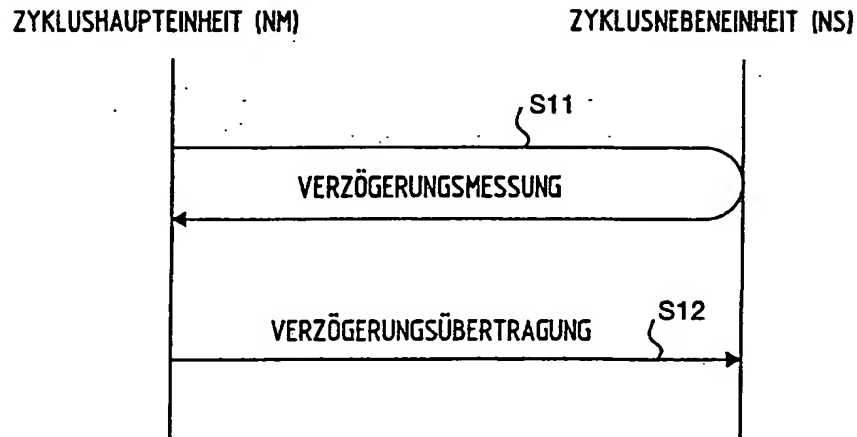 ZYKLUSHAUPTEINHEIT (NM)
ZYKLUSNEBENEINHEIT (NS)
S11
VERZÖGERUNGSMESSUNG
VERZÖGERUNGSÜBERTRAGUNG
S12